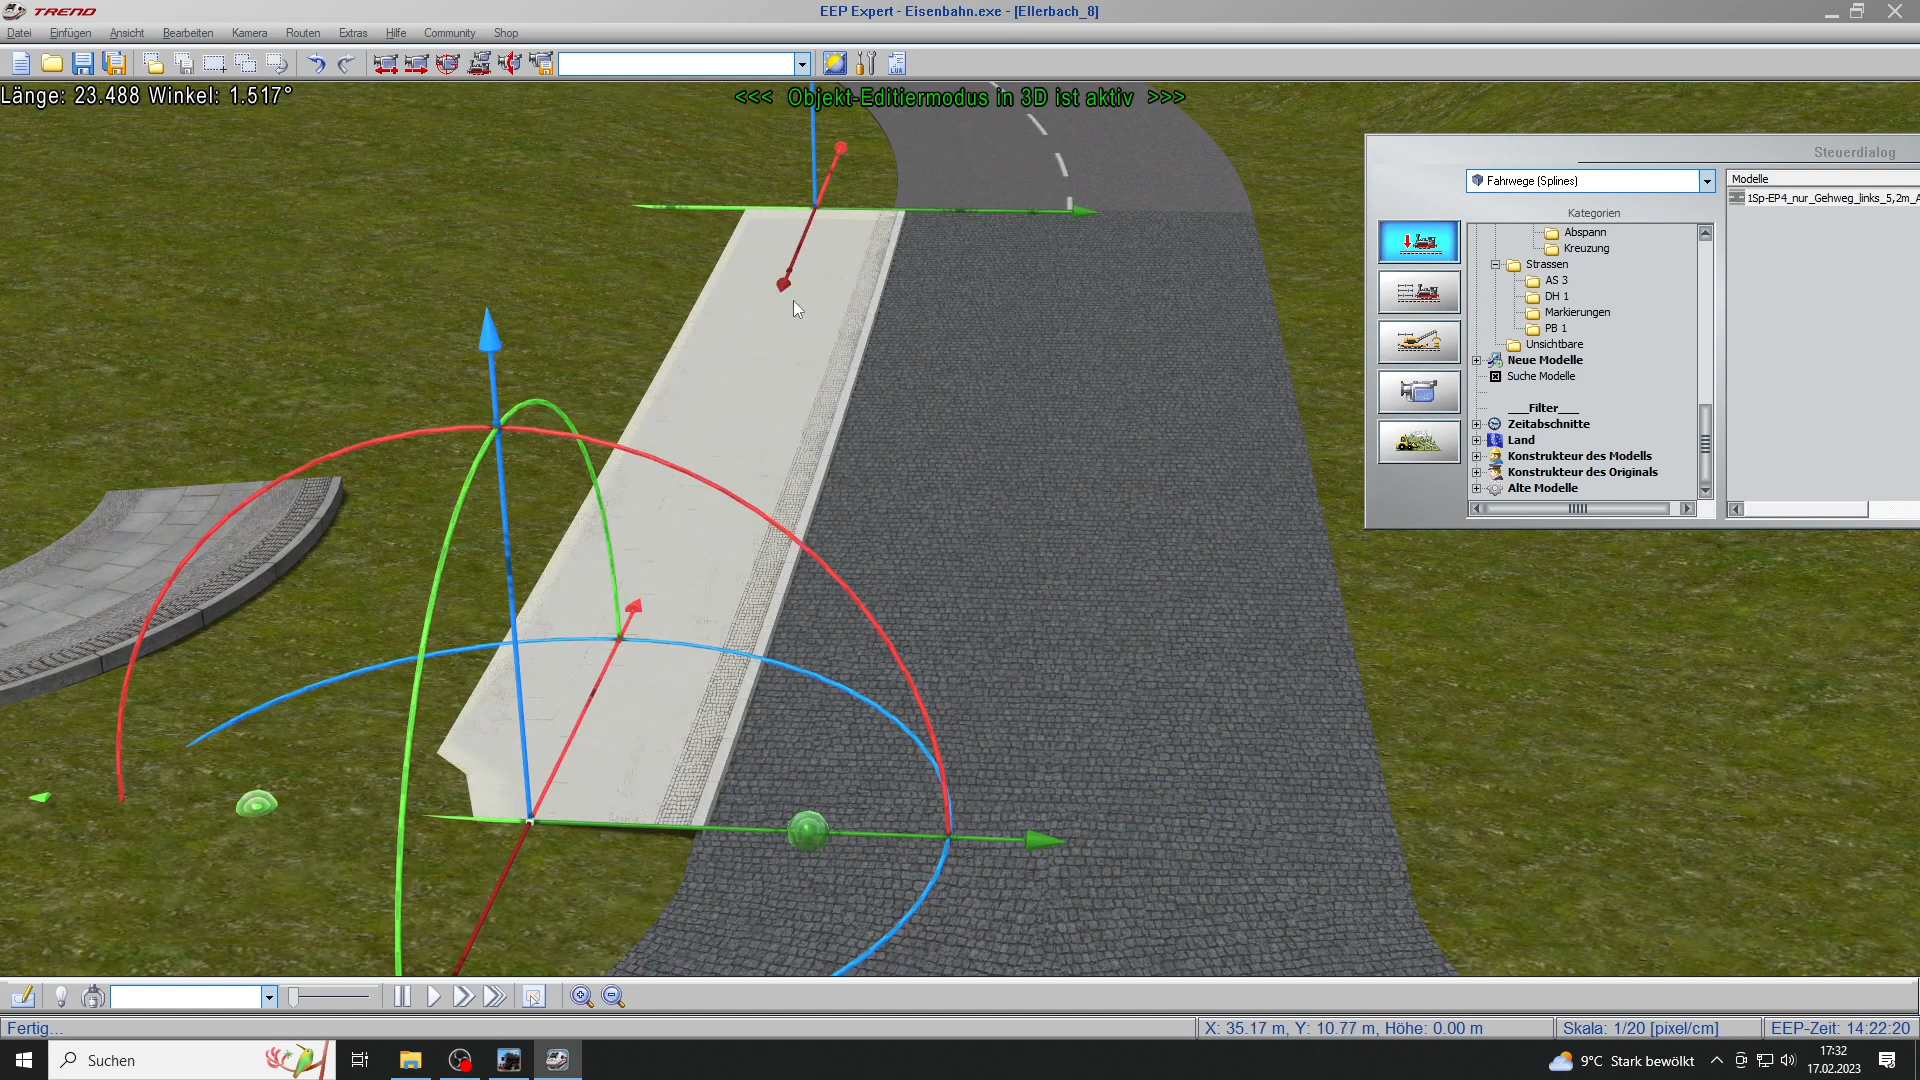 TREND
EEP Expert - Eisenbahn.exe - [Ellerbach_8]
Datei Einfügen Ansicht Bearbeiten Kamera Routen Extras Hilfe Community Shop
LUA
Länge: 23.488 Winkel: 1.517°
<<< Objekt-Editiermodus in 3D ist aktiv >>>
Steuerdialog
Fahrwege (Splines)
Modelle
1Sp-EP4_nur_Gehweg_links_5,2m_A
Kategorien
Abspann
Kreuzung
Strassen
AS 3
DH 1
Markierungen
PB 1
Unsichtbare
Neue Modelle
Suche Modelle
___Filter___
Zeitabschnitte
Land
Konstrukteur des Modells
Konstrukteur des Originals
Alte Modelle
Fertig...
X: 35.17 m, Y: 10.77 m, Höhe: 0.00 m
Skala: 1/20 [pixel/cm]
EEP-Zeit: 14:22:20
Suchen
9°C Stark bewölkt
17:32
17.02.2023